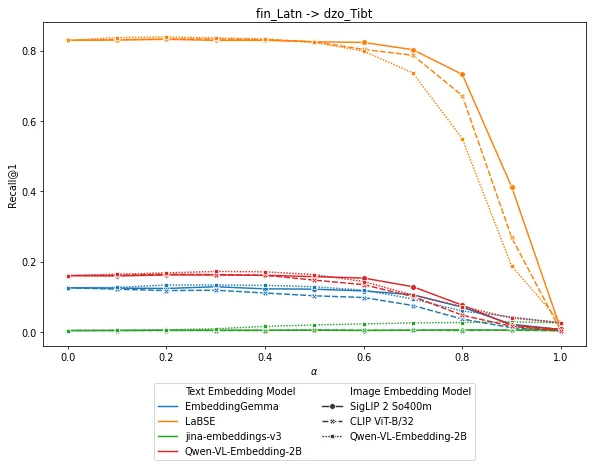 fin_Latn -> dzo_Tibt
Recall@1
0.8
0.6
0.4
0.2
0.0
0.0 0.2 0.4 0.6 0.8 1.0
α
Text Embedding Model
EmbeddingGemma
LaBSE
jina-embeddings-v3
Qwen-VL-Embedding-2B
Image Embedding Model
SigLIP 2 So400m
CLIP ViT-B/32
Qwen-VL-Embedding-2B